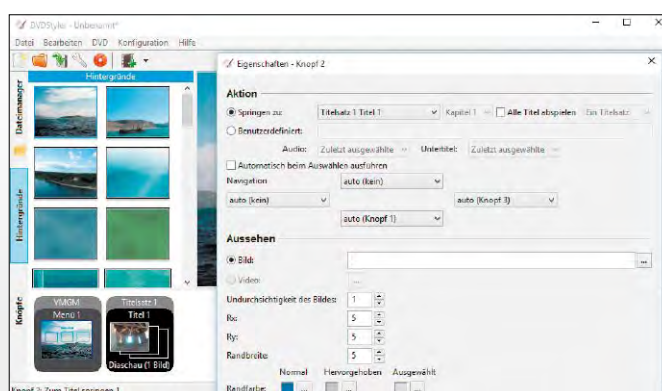 DVDStyler - Unbenannt*
Datei Bearbeiten DVD Konfiguration Hilfe
Hintergründe
Dateimanager
Hintergründe
Knöpfe
VMGM
Menü 1
Titelsatz 1
Titel 1
Diaschau (1 Bild)
Knopf 2: Zum Titel springen 1
Eigenschaften - Knopf 2
Aktion
Springen zu: Titelsatz 1 Titel 1 Kapitel 1 Alle Titel abspielen Ein Titelsatz
Benutzerdefiniert:
Audio: Zuletzt ausgewählte Untertitel: Zuletzt ausgewählte
Automatisch beim Auswählen ausführen
Navigation auto (kein)
auto (kein) auto (Knopf 3)
auto (Knopf 1)
Aussehen
Bild: ...
Video: ...
Undurchsichtigkeit des Bildes: 1
Rx: 5
Ry: 5
Randbreite: 5
Normal Hervorgehoben Ausgewählt
Randfarbe: ... ... ...